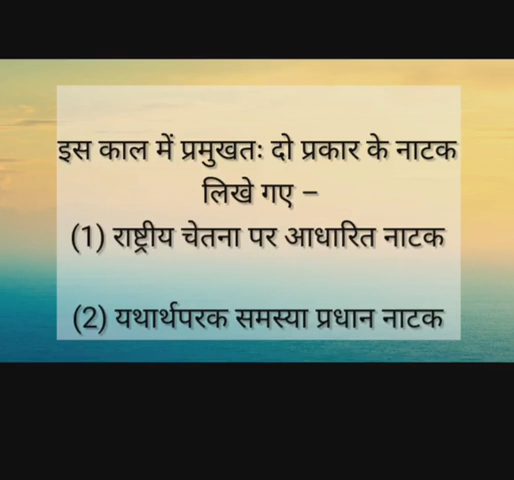 इस काल में प्रमुखतः दो प्रकार के नाटक
लिखे गए –
(1) राष्ट्रीय चेतना पर आधारित नाटक
(2) यथार्थपरक समस्या प्रधान नाटक